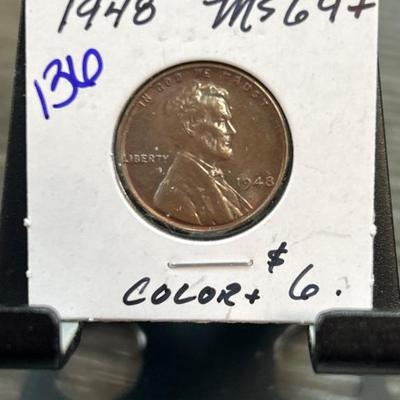 1948 MS64+
136
IN GOD WE TRUST
LIBERTY
1948
COLOR+ $6.